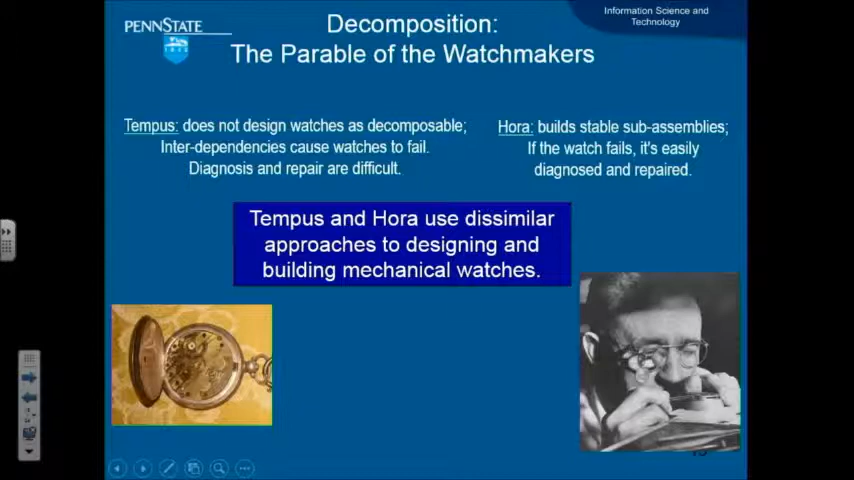 Information Science and
Technology
PENNSTATE
1855
Decomposition:
The Parable of the Watchmakers
Tempus: does not design watches as decomposable;
Inter-dependencies cause watches to fail.
Diagnosis and repair are difficult.
Hora: builds stable sub-assemblies;
If the watch fails, it's easily
diagnosed and repaired.
Tempus and Hora use dissimilar
approaches to designing and
building mechanical watches.